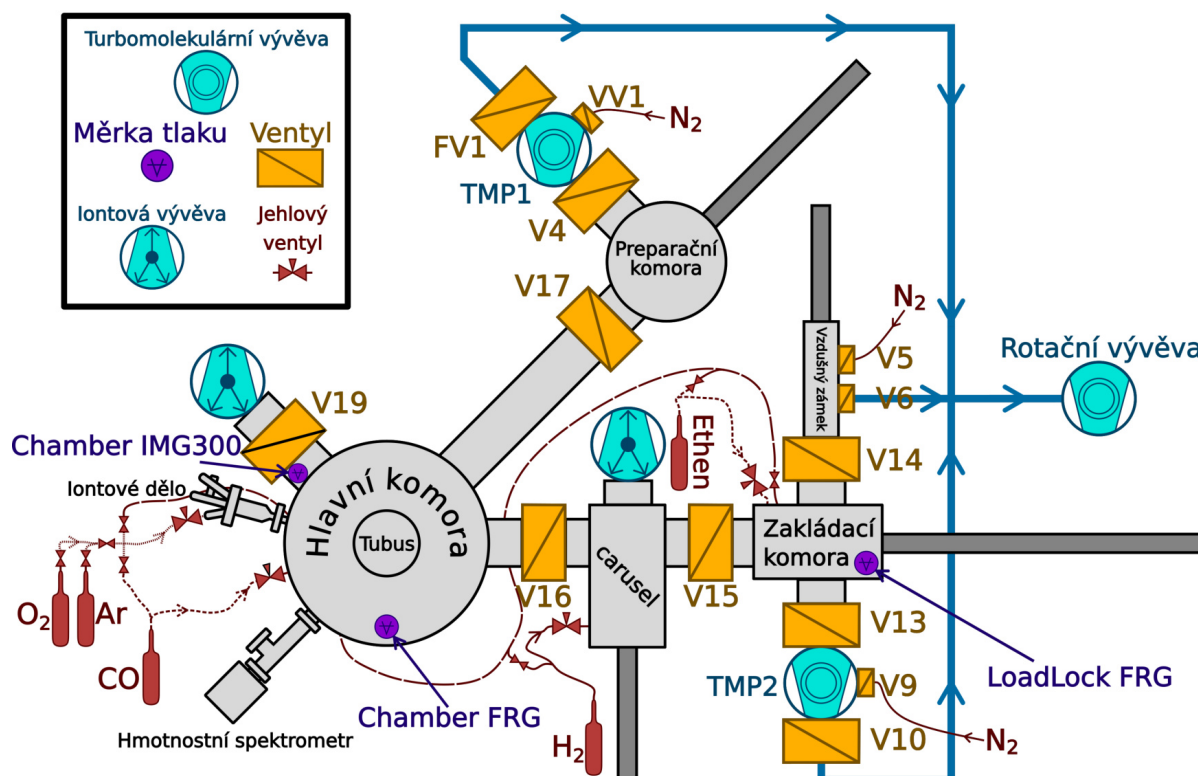 Turbomolekulární vývěva
Měrka tlaku
Ventyl
Iontová vývěva
Jehlový
ventyl
VV1
N2
FV1
TMP1
V4
Preparační
komora
V17
N2
Vzdušný zámek
V5
V6
Rotační vývěva
V19
Chamber IMG300
Iontové dělo
Hlavní komora
Tubus
Ethen
V14
Zakládací
komora
carusel
V16
V15
O2
Ar
CO
V13
TMP2
V9
LoadLock FRG
Chamber FRG
V10
N2
H2
Hmotnostní spektrometr